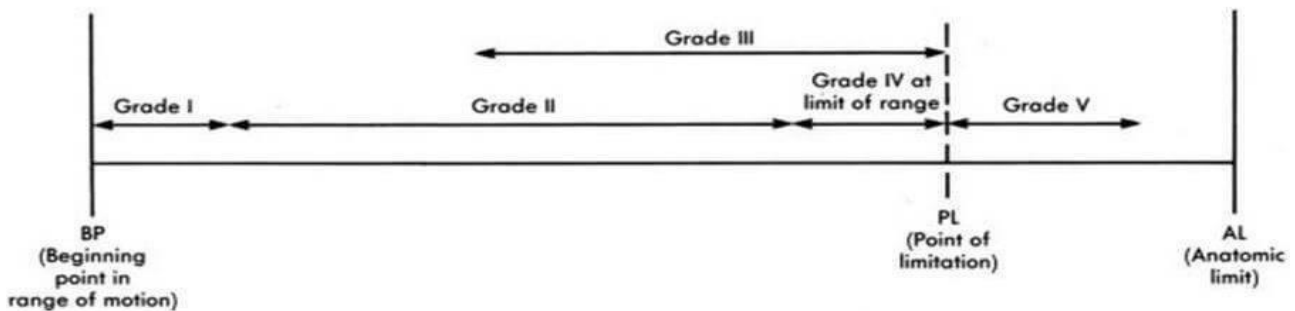 Grade III
Grade I
Grade II
Grade IV at
limit of range
Grade V
BP
(Beginning
point in
range of motion)
PL
(Point of
limitation)
AL
(Anatomic
limit)